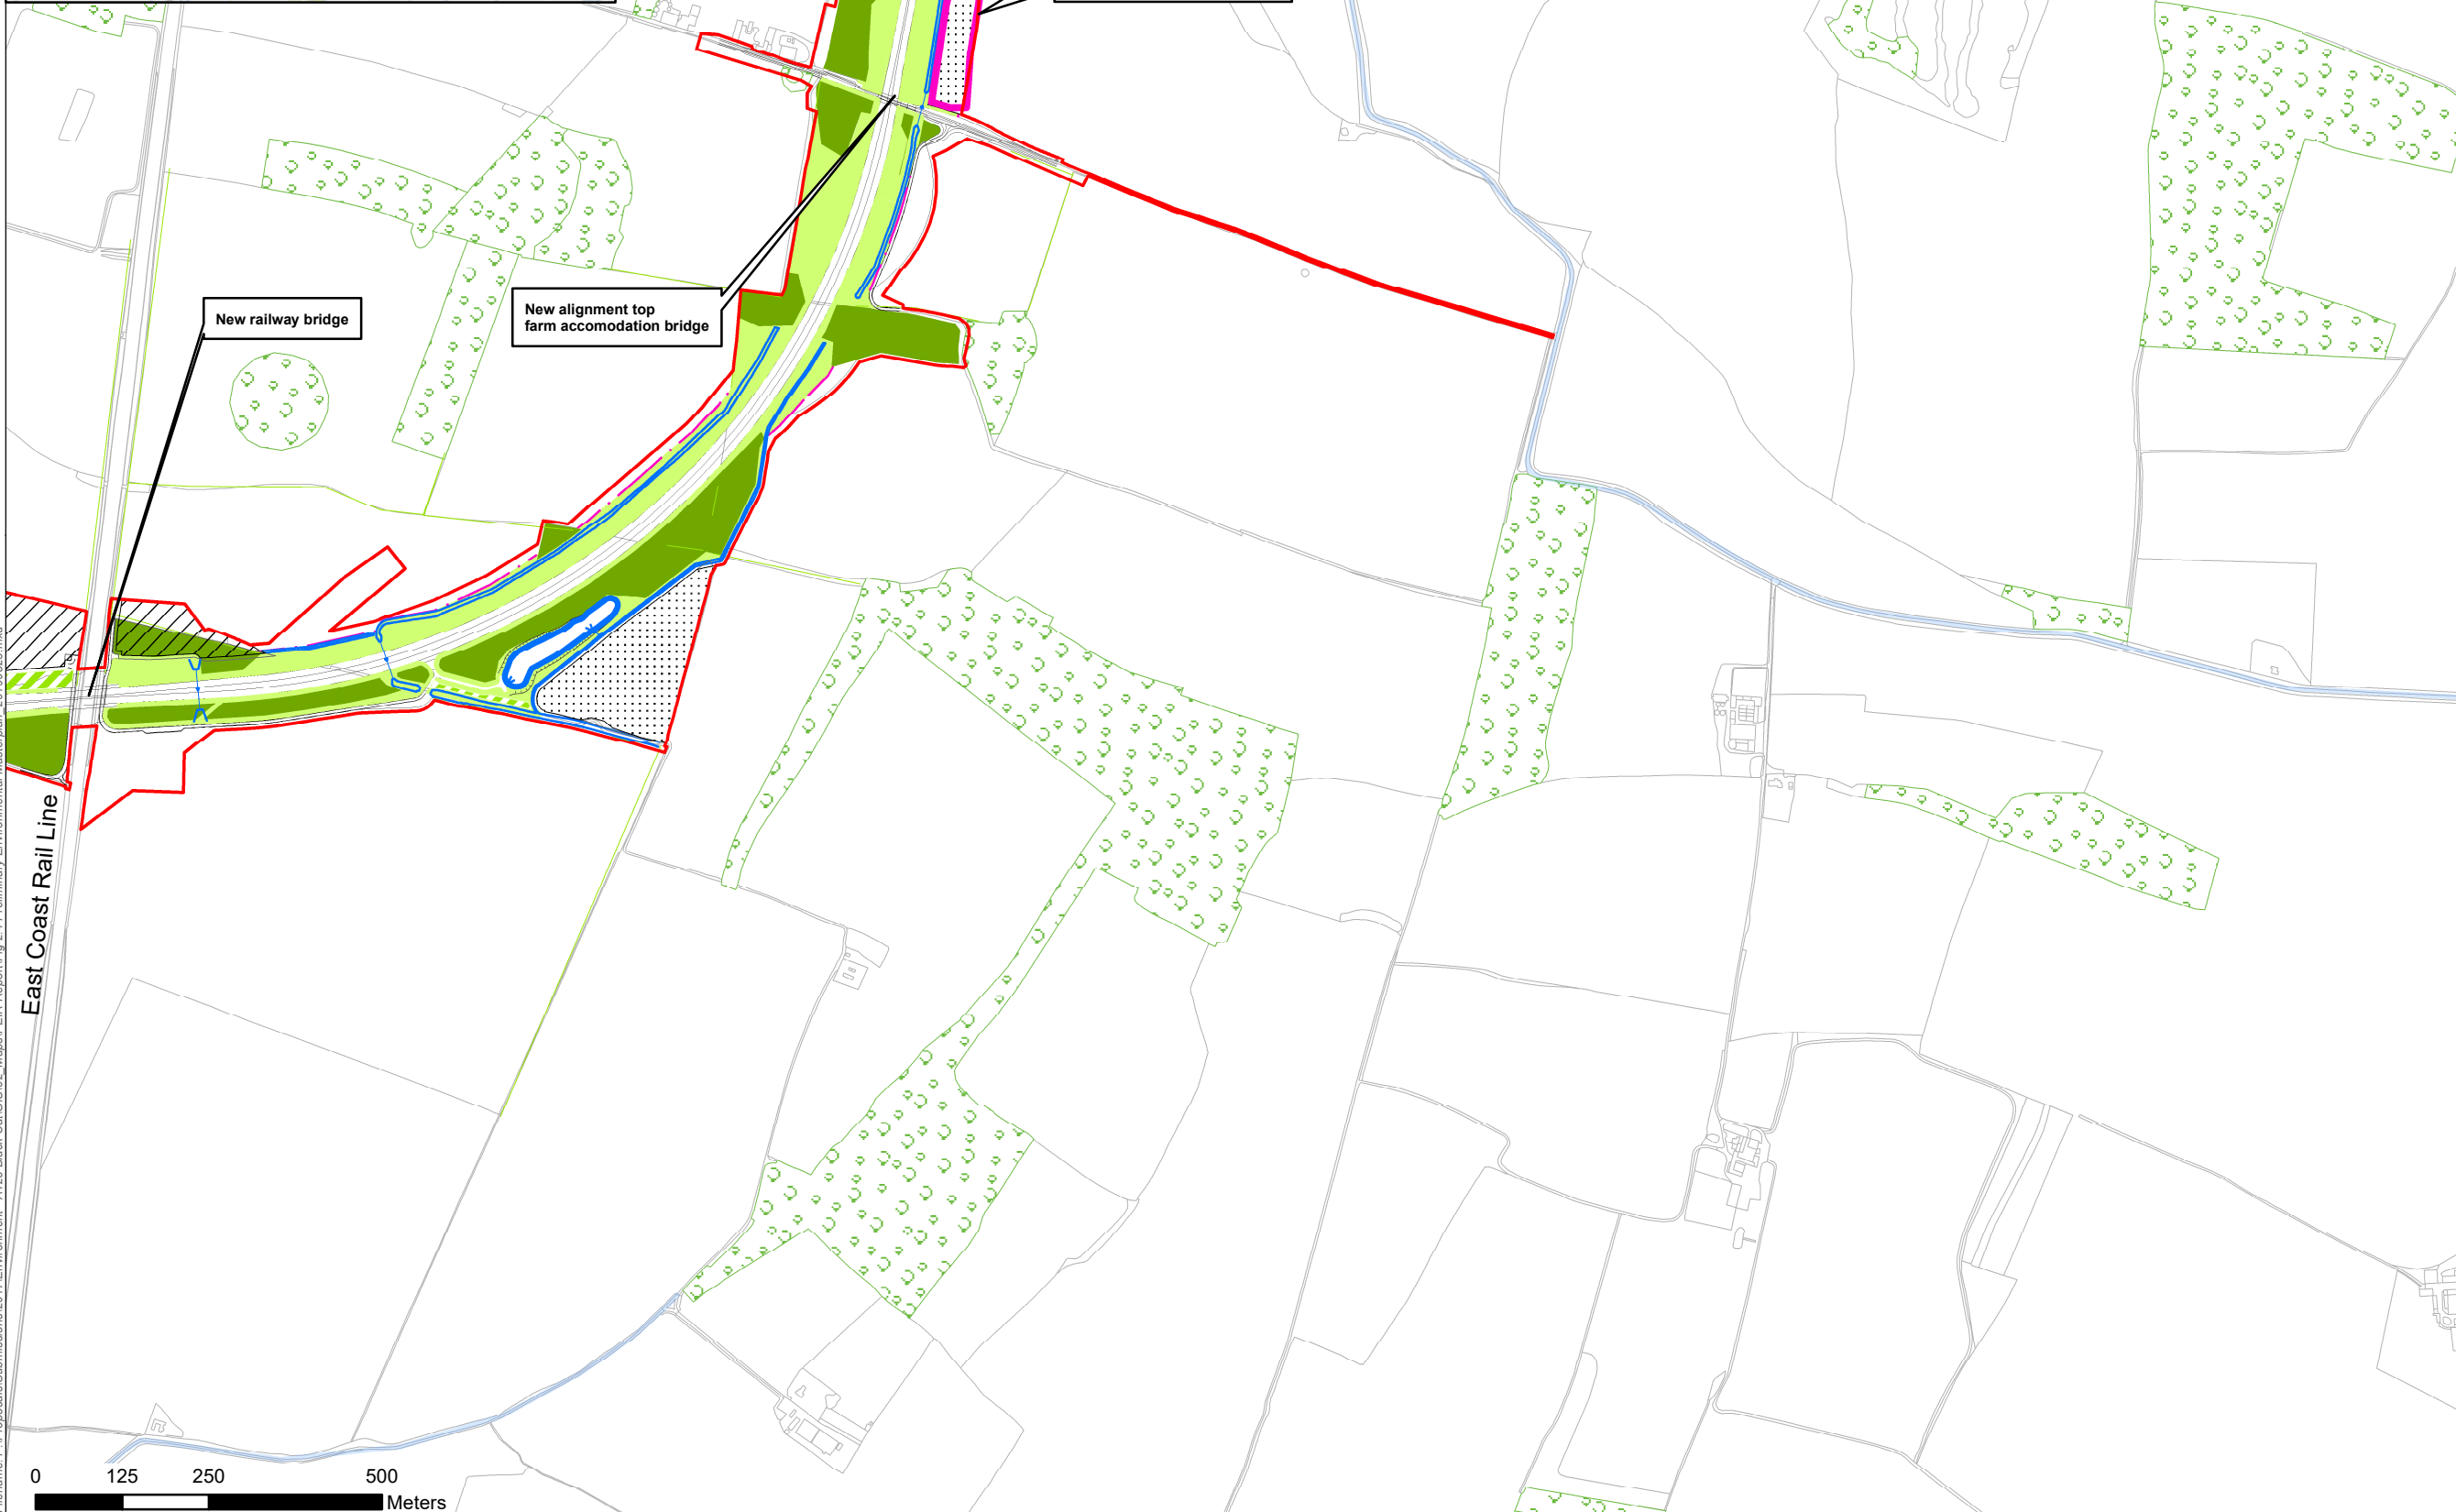 New railway bridge
New alignment top
farm accomodation bridge
East Coast Rail Line
0 125 250 500
Meters